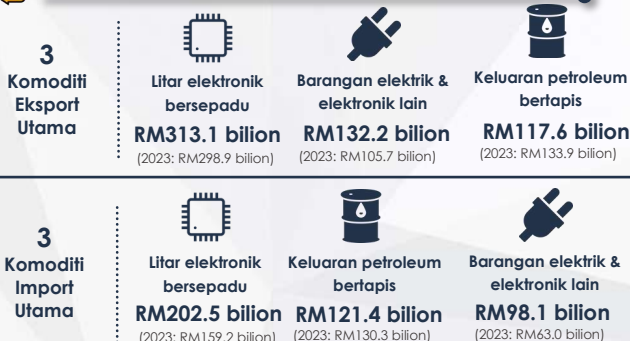 3
Komoditi
Eksport
Utama
Litar elektronik
bersepadu
RM313.1 bilion
(2023: RM298.9 bilion)
Barangan elektrik &
elektronik lain
RM132.2 bilion
(2023: RM105.7 bilion)
Keluaran petroleum
bertapis
RM117.6 bilion
(2023: RM133.9 bilion)
3
Komoditi
Import
Utama
Litar elektronik
bersepadu
RM202.5 bilion
(2023: RM159.2 bilion)
Keluaran petroleum
bertapis
RM121.4 bilion
(2023: RM130.3 bilion)
Barangan elektrik &
elektronik lain
RM98.1 bilion
(2023: RM63.0 bilion)